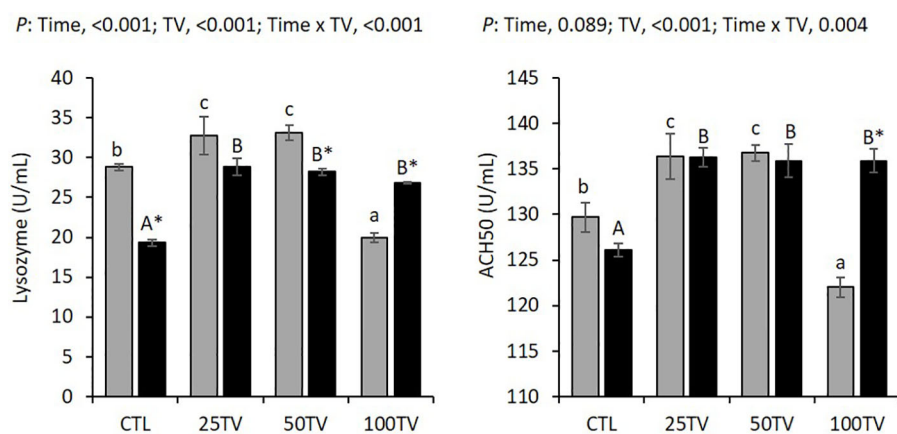 P: Time, <0.001; TV, <0.001; Time x TV, <0.001
Lysozyme (U/mL)
40
35
30
25
20
15
10
5
0
b
A*
c
B
c
B*
a
B*
CTL 25TV 50TV 100TV
P: Time, 0.089; TV, <0.001; Time x TV, 0.004
ACH50 (U/mL)
145
140
135
130
125
120
115
110
b
A
c
B
c
B
a
B*
CTL 25TV 50TV 100TV